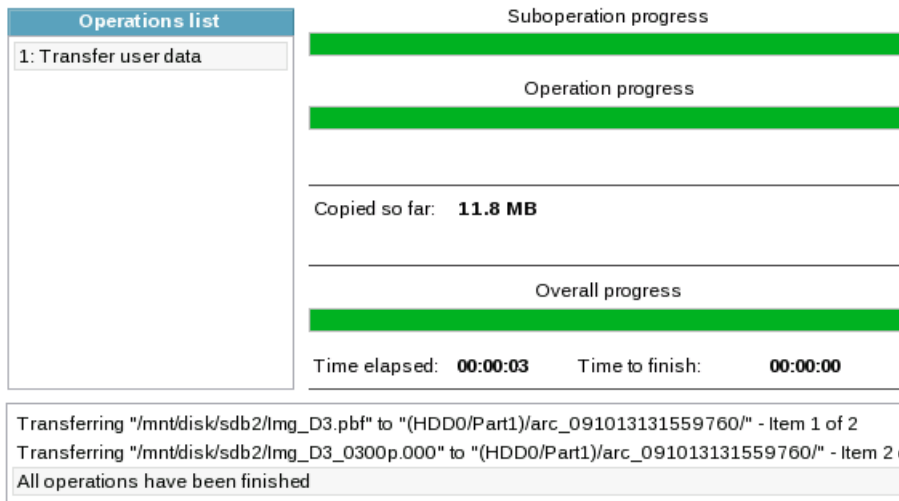 Operations list
1: Transfer user data
Suboperation progress
Operation progress
Copied so far: 11.8 MB
Overall progress
Time elapsed: 00:00:03 Time to finish: 00:00:00
Transferring "/mnt/disk/sdb2/Img_D3.pbf" to "(HDD0/Part1)/arc_091013131559760/" - Item 1 of 2
Transferring "/mnt/disk/sdb2/Img_D3_0300p.000" to "(HDD0/Part1)/arc_091013131559760/" - Item 2
All operations have been finished